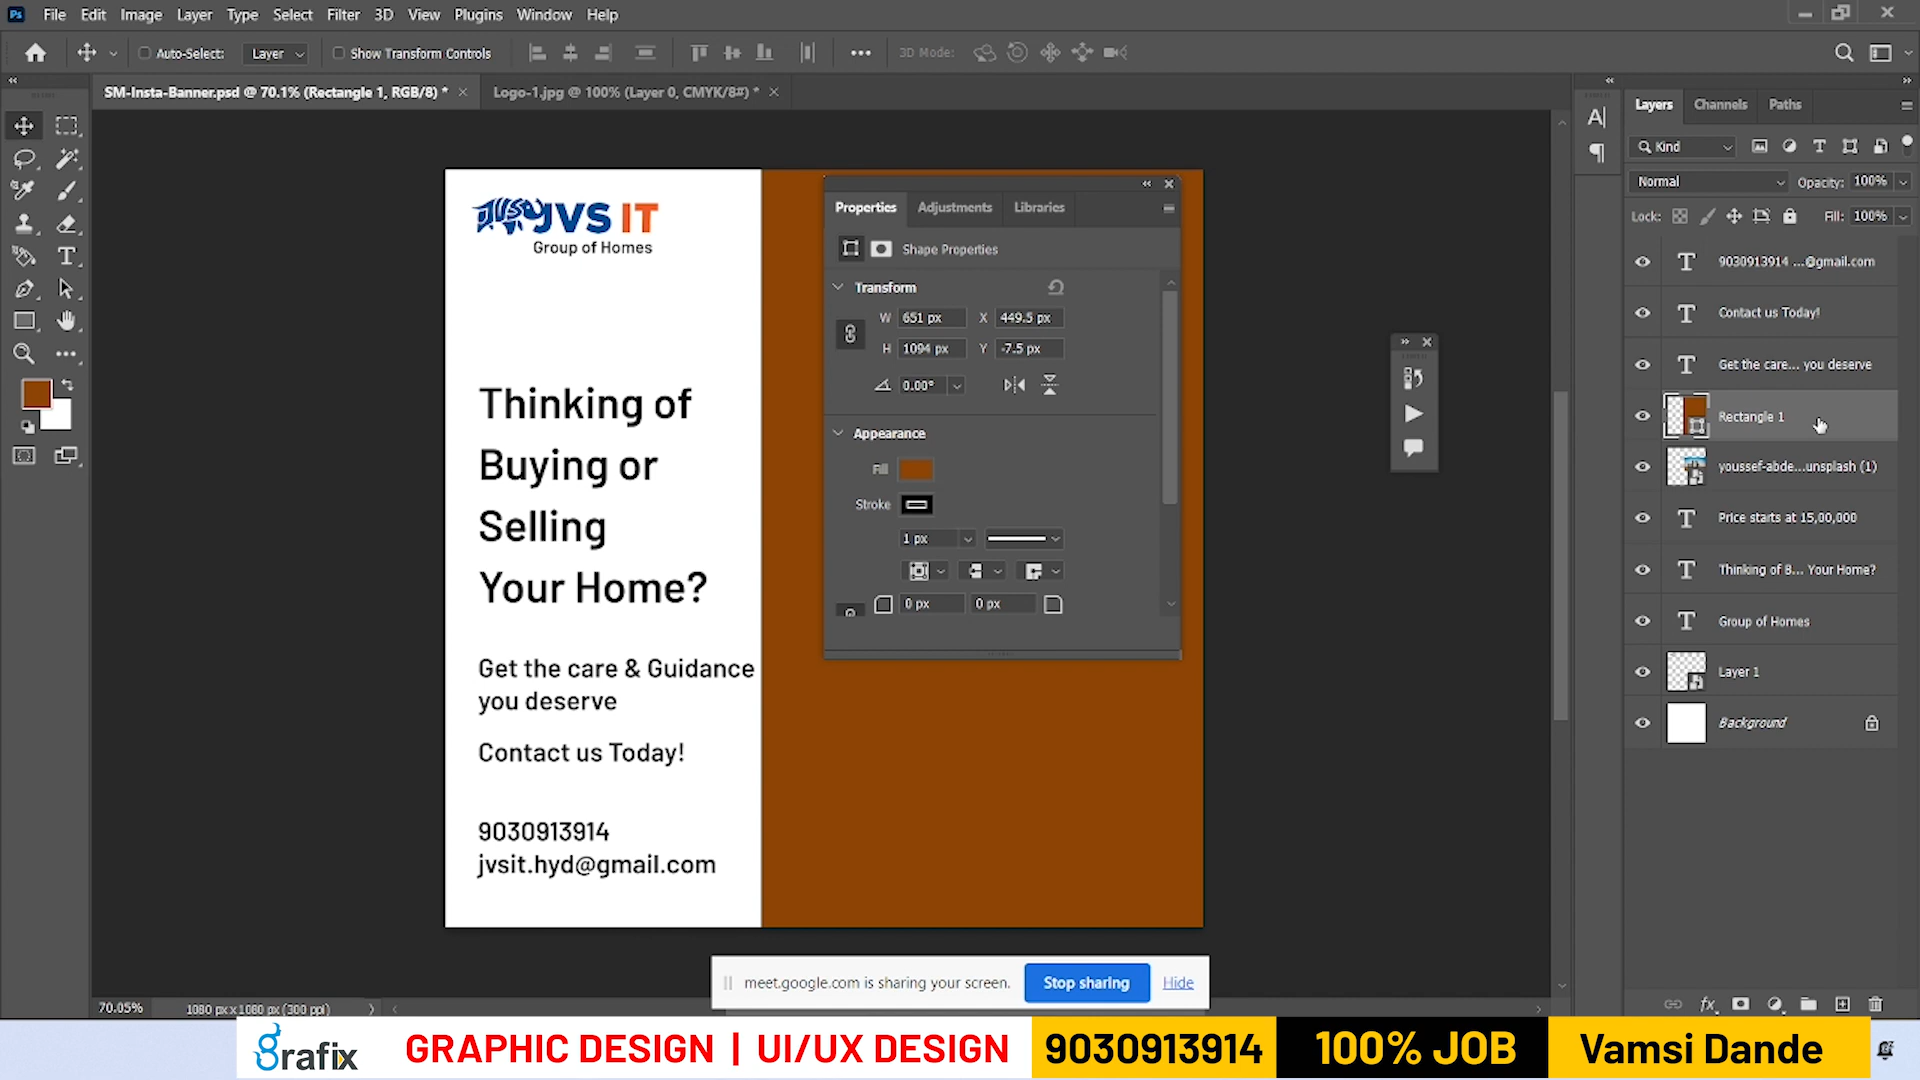 Ps File Edit Image Layer Type Select Filter 3D View Plugins Window Help
Auto-Select: Layer Show Transform Controls ••• 3D Mode:
SM-Insta-Banner.psd @ 70.1% (Rectangle 1, RGB/8) * × Logo-1.jpg @ 100% (Layer 0, CMYK/8#) * ×
JVS IT
Group of Homes
Thinking of
Buying or
Selling
Your Home?
Get the care & Guidance
you deserve
Contact us Today!
9030913914
jvsit.hyd@gmail.com
Properties Adjustments Libraries
Shape Properties
Transform
W 651 px X 449.5 px
H 1094 px Y -7.5 px
0.00°
Appearance
Fill
Stroke
1 px
0 px 0 px
Layers Channels Paths
Kind
Normal Opacity: 100%
Lock: Fill: 100%
9030913914 ...@gmail.com
Contact us Today!
Get the care... you deserve
Rectangle 1
youssef-abde...unsplash (1)
Price starts at 15,00,000
Thinking of B... Your Home?
Group of Homes
Layer 1
Background
fx
meet.google.com is sharing your screen. Stop sharing Hide
70.05% 1080 px x 1080 px (300 ppi)
grafix GRAPHIC DESIGN | UI/UX DESIGN 9030913914 100% JOB Vamsi Dande